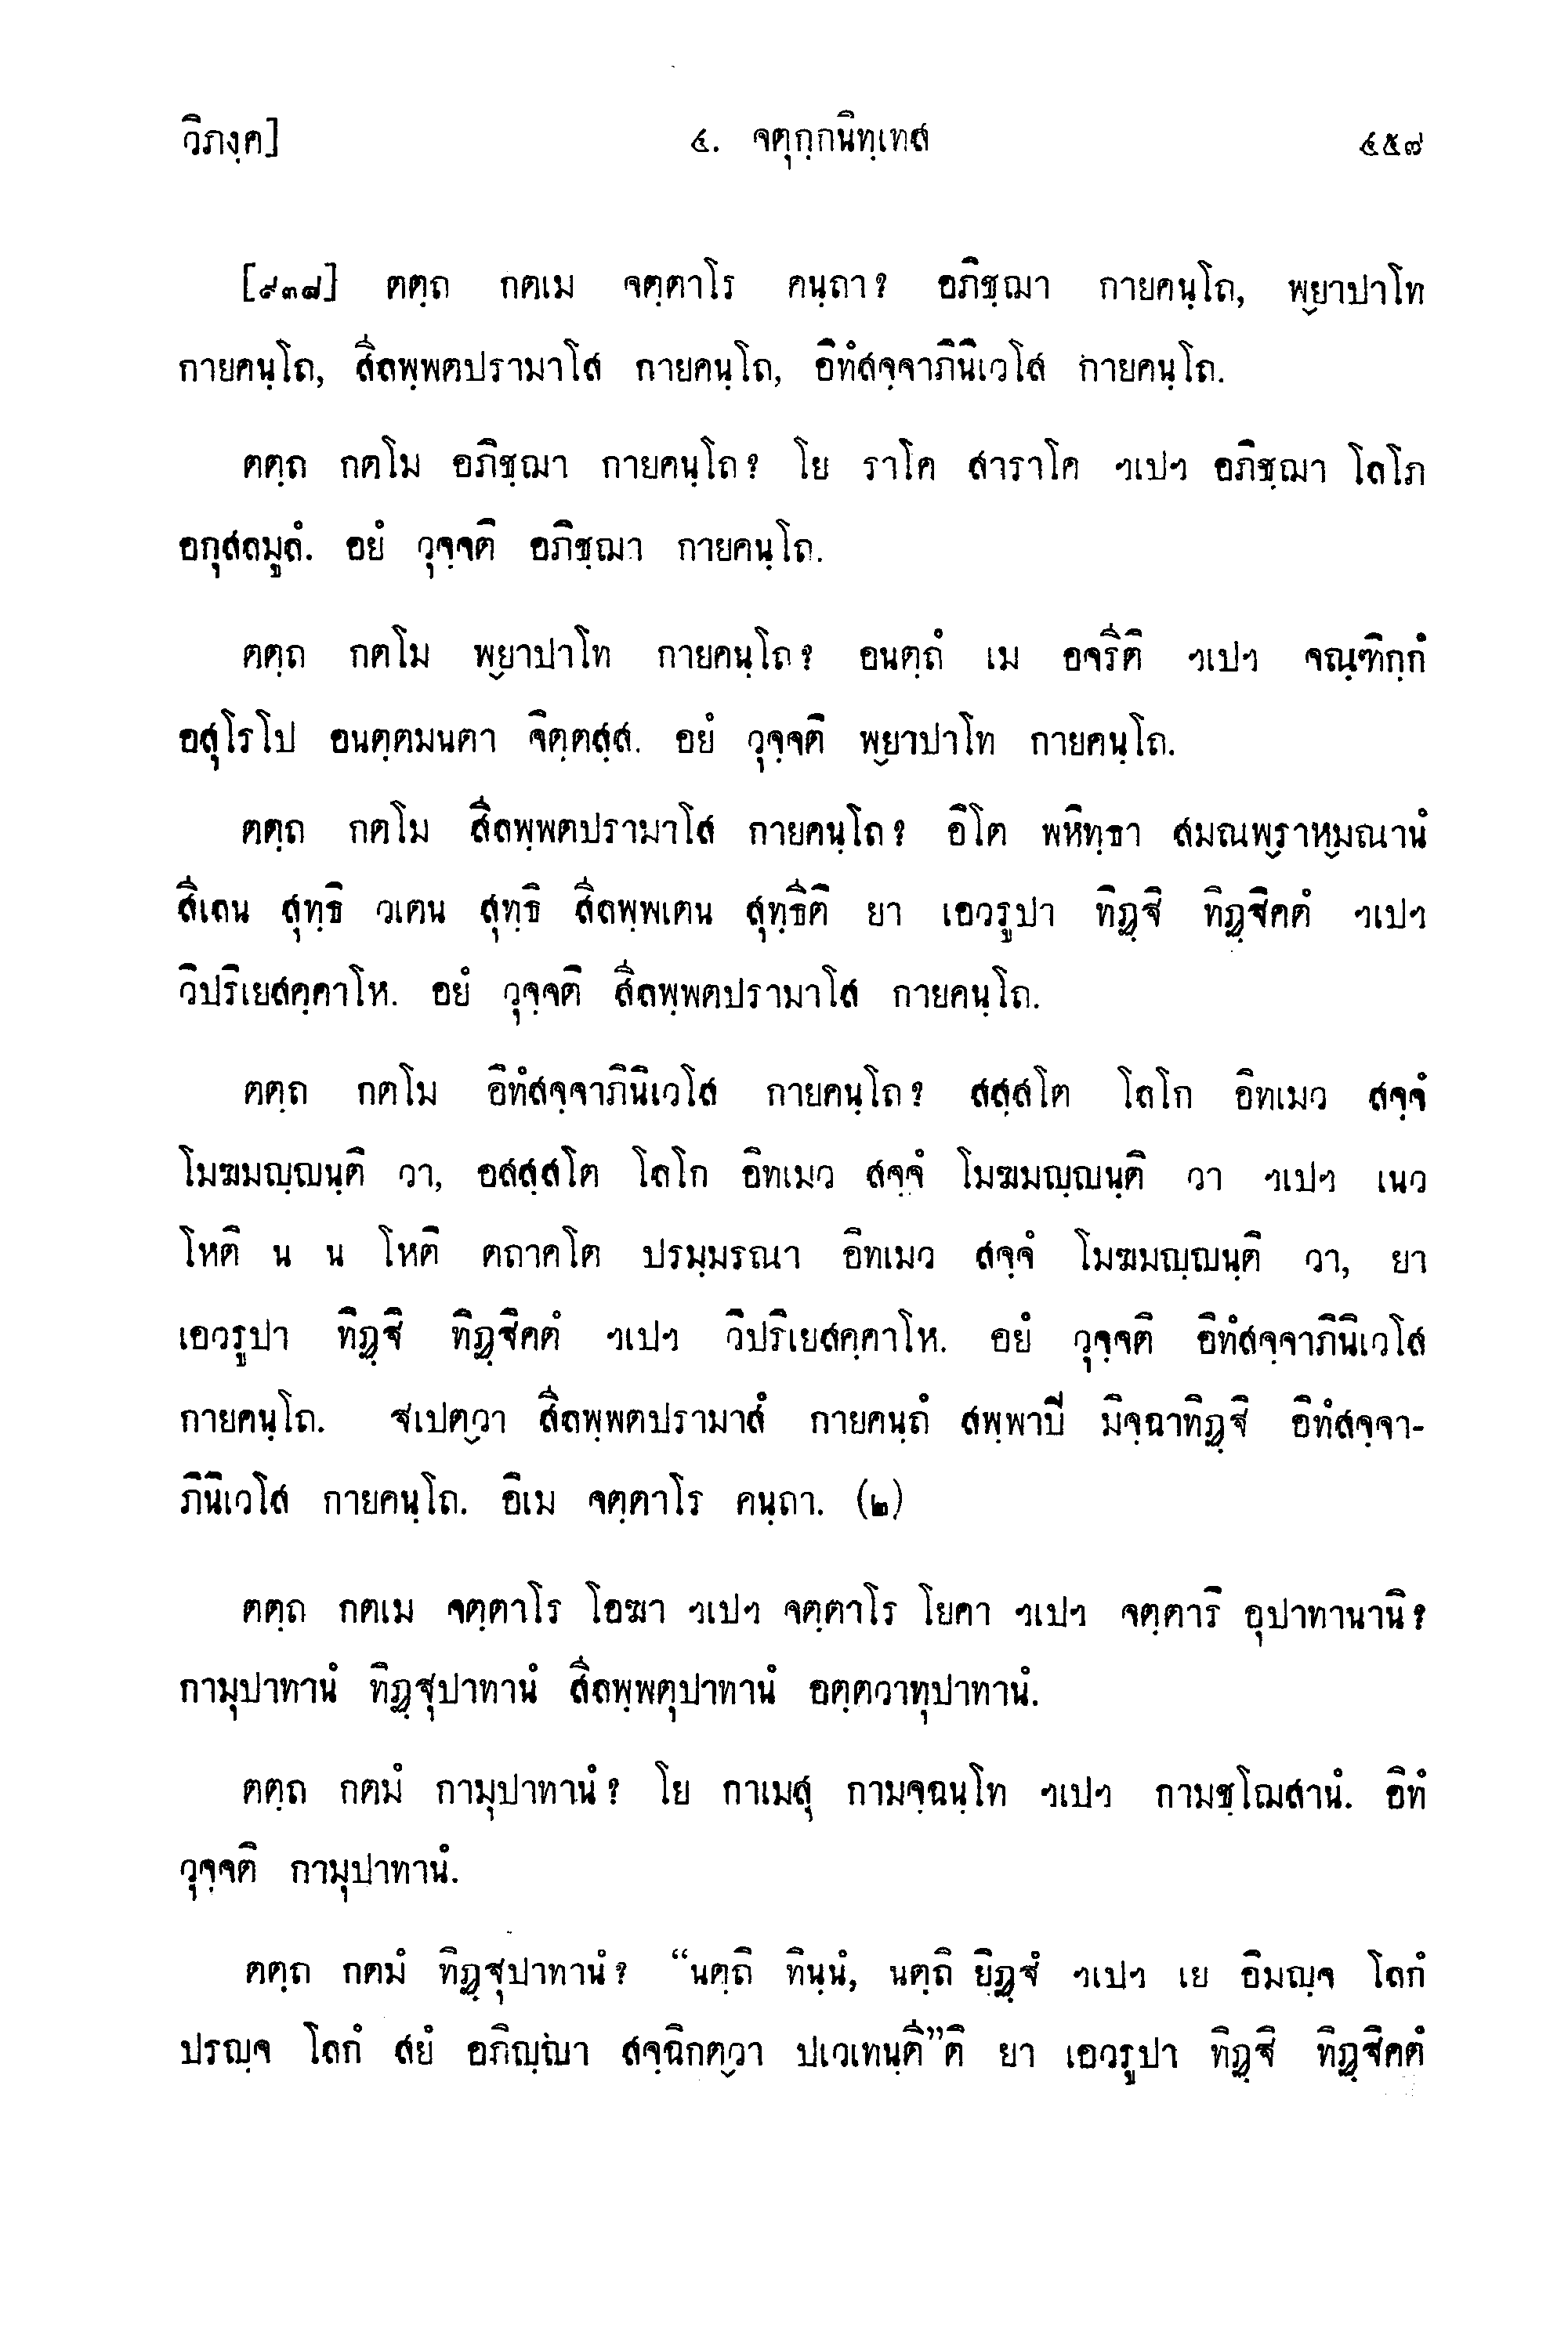 วิภงฺค]
๔. จตุกฺกนิทฺเทส
๔๕๗
[๙๓๘] ตตฺถ กตเม จตฺตาโร คนฺถา? อภิชฺฌา กายคนฺโถ, พฺยาปาโท
กายคนฺโถ, สีลพฺพตปรามาโส กายคนฺโถ, อิทํสจฺจาภินิเวโส กายคนฺโถ.
ตตฺถ กตโม อภิชฺฌา กายคนฺโถ? โย ราโค สาราโค ฯเปฯ อภิชฺฌา โลโภ
อกุสลมูลํ. อยํ วุจฺจติ อภิชฺฌา กายคนฺโถ.
ตตฺถ กตโม พฺยาปาโท กายคนฺโถ? อนตฺถํ เม อจรีติ ฯเปฯ จณฺฑิกฺกํ
อสุโรโป อนตฺตมนตา จิตฺตสฺส. อยํ วุจฺจติ พฺยาปาโท กายคนฺโถ.
ตตฺถ กตโม สีลพฺพตปรามาโส กายคนฺโถ? อิโต พหิทฺธา สมณพฺราหฺมณานํ
สีเลน สุทฺธิ วเตน สุทฺธิ สีลพฺพเตน สุทฺธีติ ยา เอวรูปา ทิฏฺฐิ ทิฏฺฐิคตํ ฯเปฯ
วิปริเยสคฺคาโห. อยํ วุจฺจติ สีลพฺพตปรามาโส กายคนฺโถ.
ตตฺถ กตโม อิทํสจฺจาภินิเวโส กายคนฺโถ? สสฺสโต โลโก อิทเมว สจฺจํ
โมฆมญฺญนฺติ วา, อสสฺสโต โลโก อิทเมว สจฺจํ โมฆมญฺญนฺติ วา ฯเปฯ เนว
โหติ น น โหติ ตถาคโต ปรมฺมรณา อิทเมว สจฺจํ โมฆมญฺญนฺติ วา, ยา
เอวรูปา ทิฏฺฐิ ทิฏฺฐิคตํ ฯเปฯ วิปริเยสคฺคาโห. อยํ วุจฺจติ อิทํสจฺจาภินิเวโส
กายคนฺโถ. ฐเปตฺวา สีลพฺพตปรามาสํ กายคนฺถํ สพฺพาปิ มิจฺฉาทิฏฺฐิ อิทํสจฺจา-
ภินิเวโส กายคนฺโถ. อิเม จตฺตาโร คนฺถา. (๒)
ตตฺถ กตเม จตฺตาโร โอฆา ฯเปฯ จตฺตาโร โยคา ฯเปฯ จตฺตาริ อุปาทานานิ?
กามุปาทานํ ทิฏฺฐุปาทานํ สีลพฺพตุปาทานํ อตฺตวาทุปาทานํ.
ตตฺถ กตมํ กามุปาทานํ? โย กาเมสุ กามจฺฉนฺโท ฯเปฯ กามชฺโฌสานํ. อิทํ
วุจฺจติ กามุปาทานํ.
ตตฺถ กตมํ ทิฏฺฐุปาทานํ? “นตฺถิ ทินฺนํ, นตฺถิ ยิฏฺฐํ ฯเปฯ เย อิมญฺจ โลกํ
ปรญฺจ โลกํ สยํ อภิญฺญา สจฺฉิกตฺวา ปเวเทนฺตี”ติ ยา เอวรูปา ทิฏฺฐิ ทิฏฺฐิคตํ